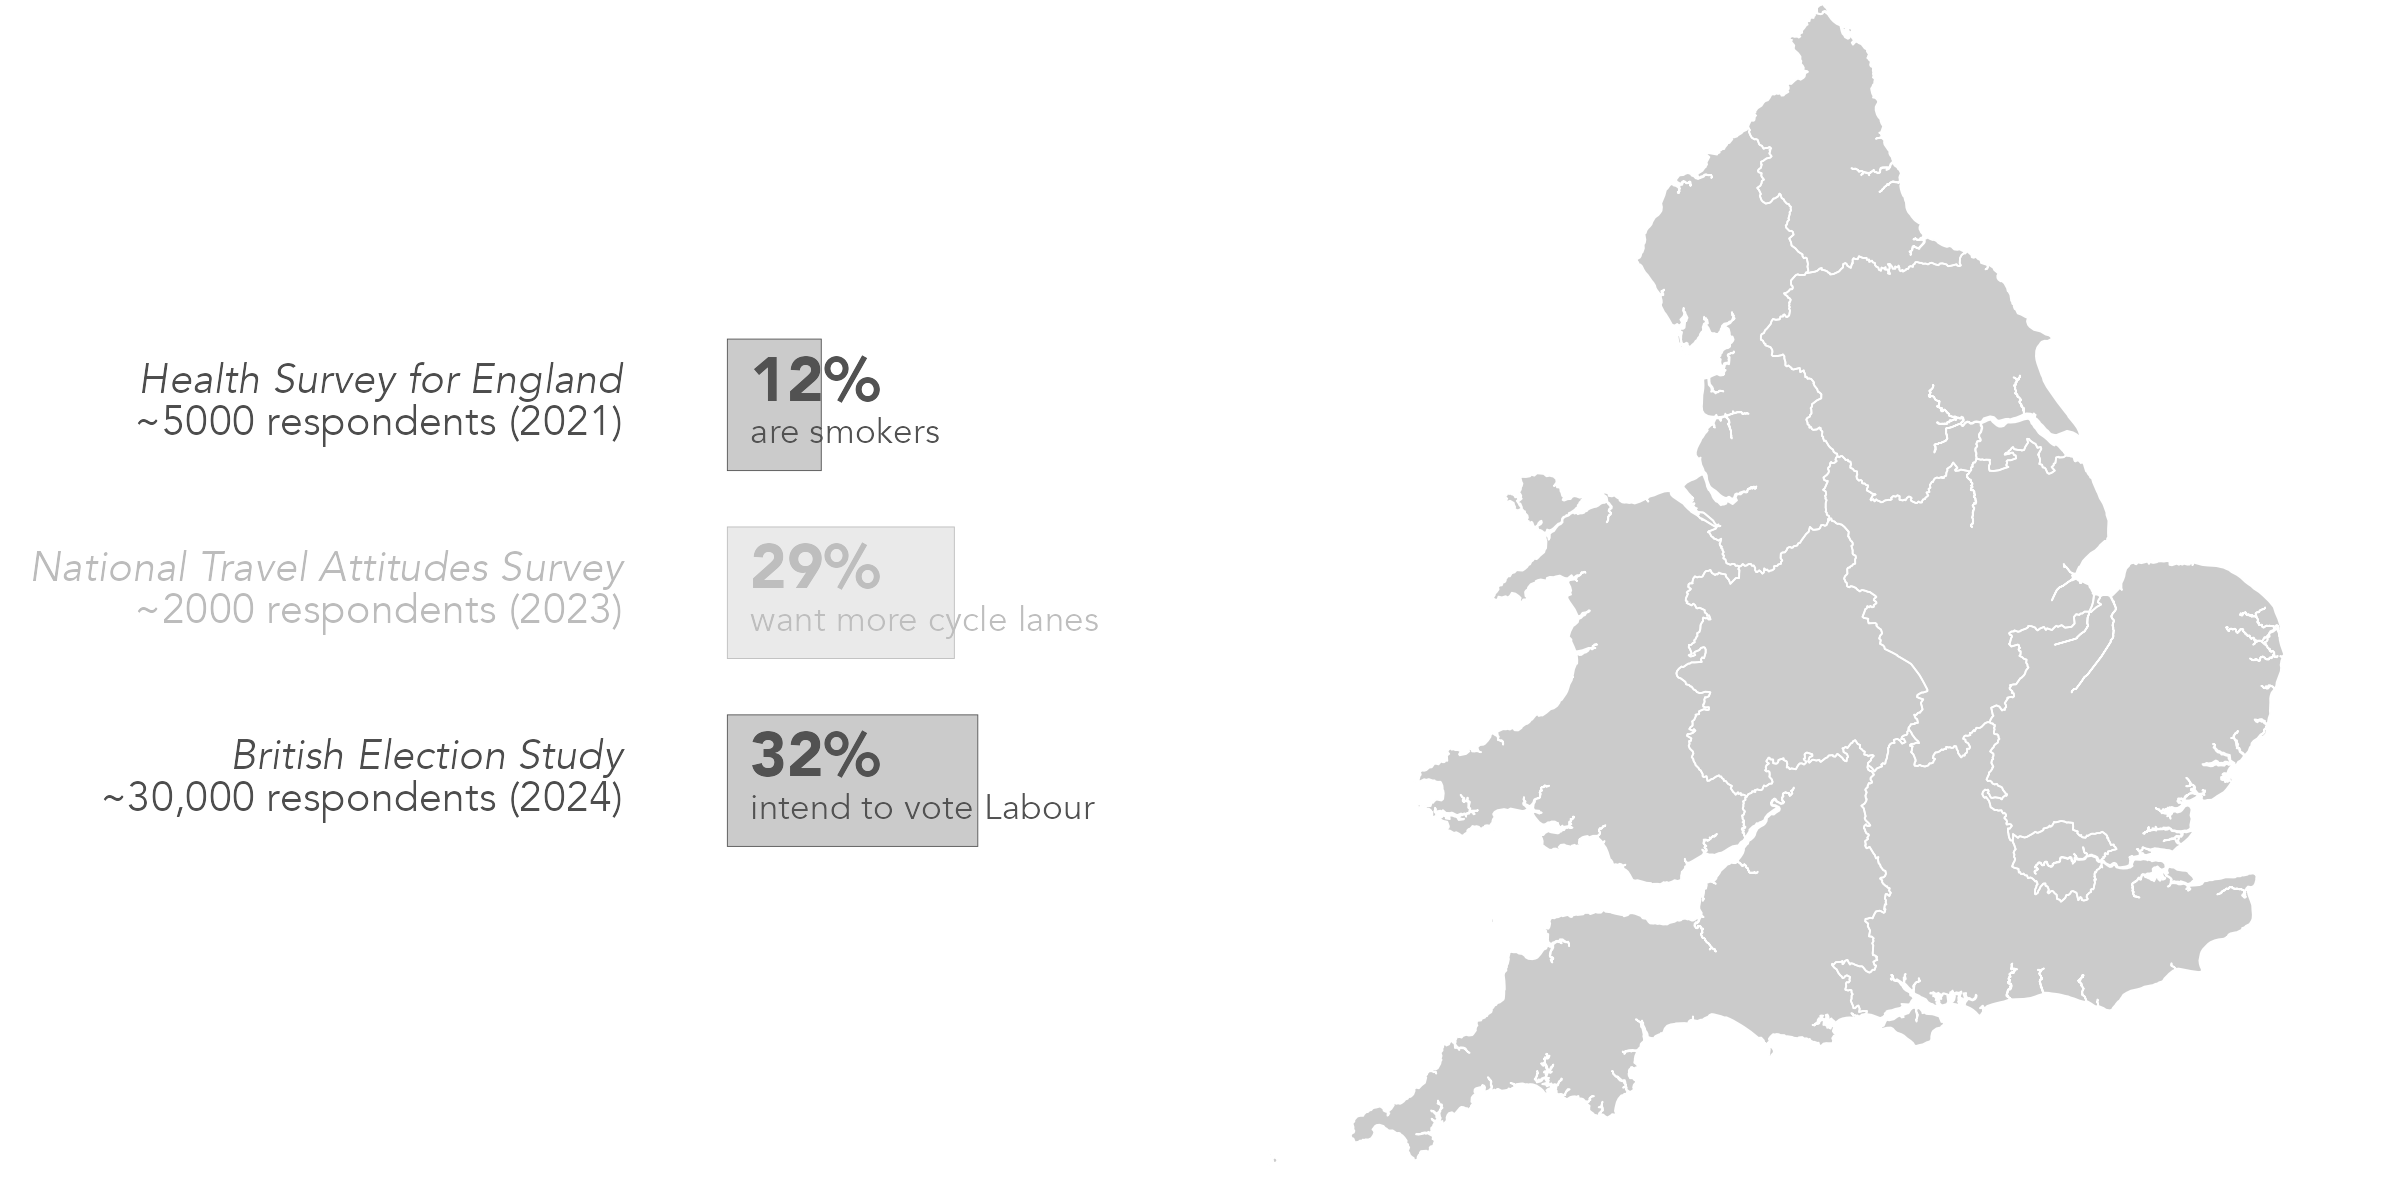 Health Survey for England
~5000 respondents (2021)
12%
are smokers
National Travel Attitudes Survey
~2000 respondents (2023)
29%
want more cycle lanes
British Election Study
~30,000 respondents (2024)
32%
intend to vote Labour